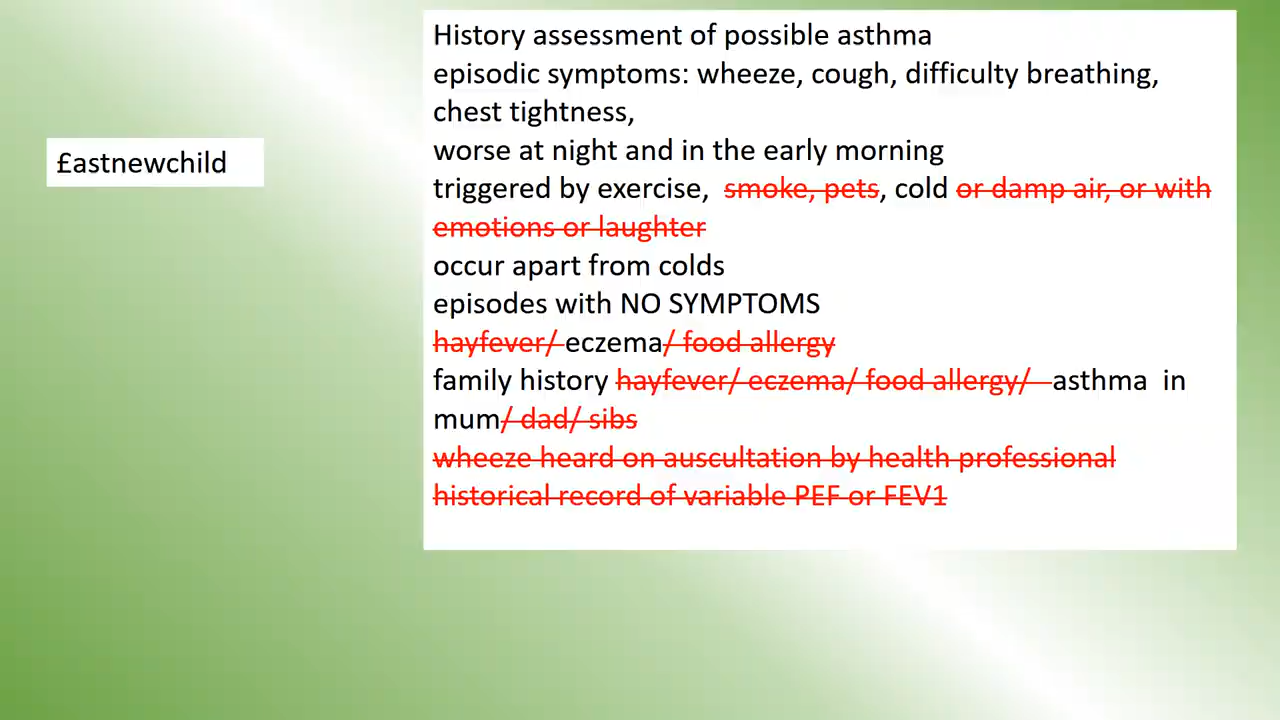 £astnewchild
History assessment of possible asthma
episodic symptoms: wheeze, cough, difficulty breathing,
chest tightness,
worse at night and in the early morning
triggered by exercise, smoke, pets, cold or damp air, or with
emotions or laughter
occur apart from colds
episodes with NO SYMPTOMS
hayfever/ eczema/ food allergy
family history hayfever/ eczema/ food allergy/ asthma in
mum/ dad/ sibs
wheeze heard on auscultation by health professional
historical record of variable PEF or FEV1